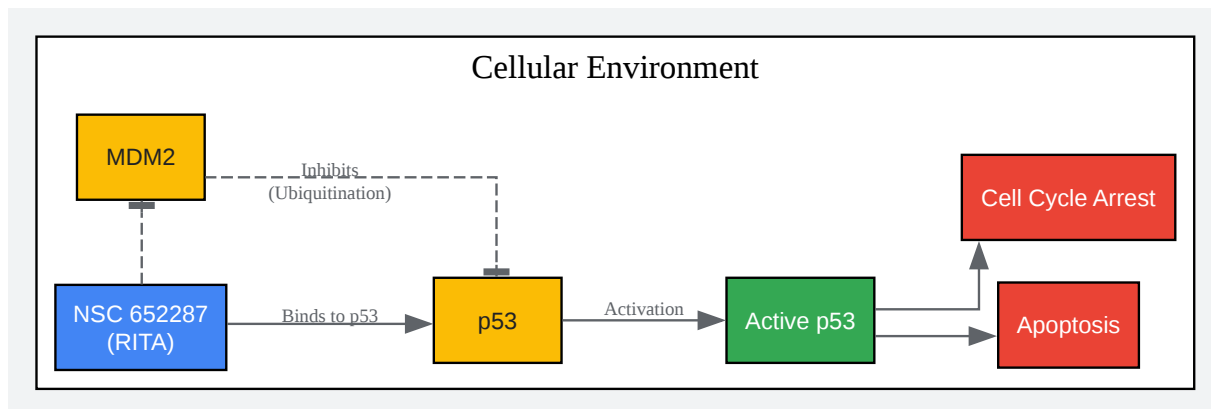 Cellular Environment
MDM2
Inhibits
(Ubiquitination)
Cell Cycle Arrest
NSC 652287
(RITA)
Binds to p53
p53
Activation
Active p53
Apoptosis